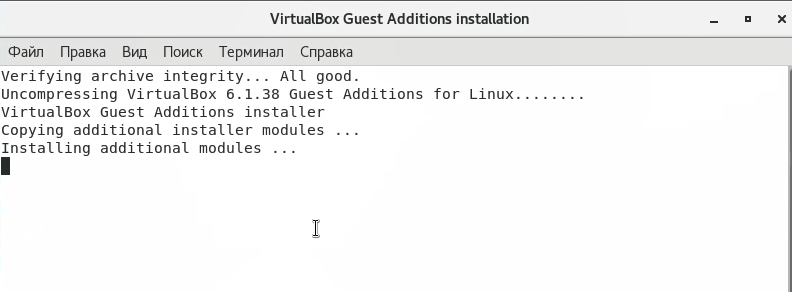 VirtualBox Guest Additions installation
Файл Правка Вид Поиск Терминал Справка
Verifying archive integrity... All good.
Uncompressing VirtualBox 6.1.38 Guest Additions for Linux........
VirtualBox Guest Additions installer
Copying additional installer modules ...
Installing additional modules ...